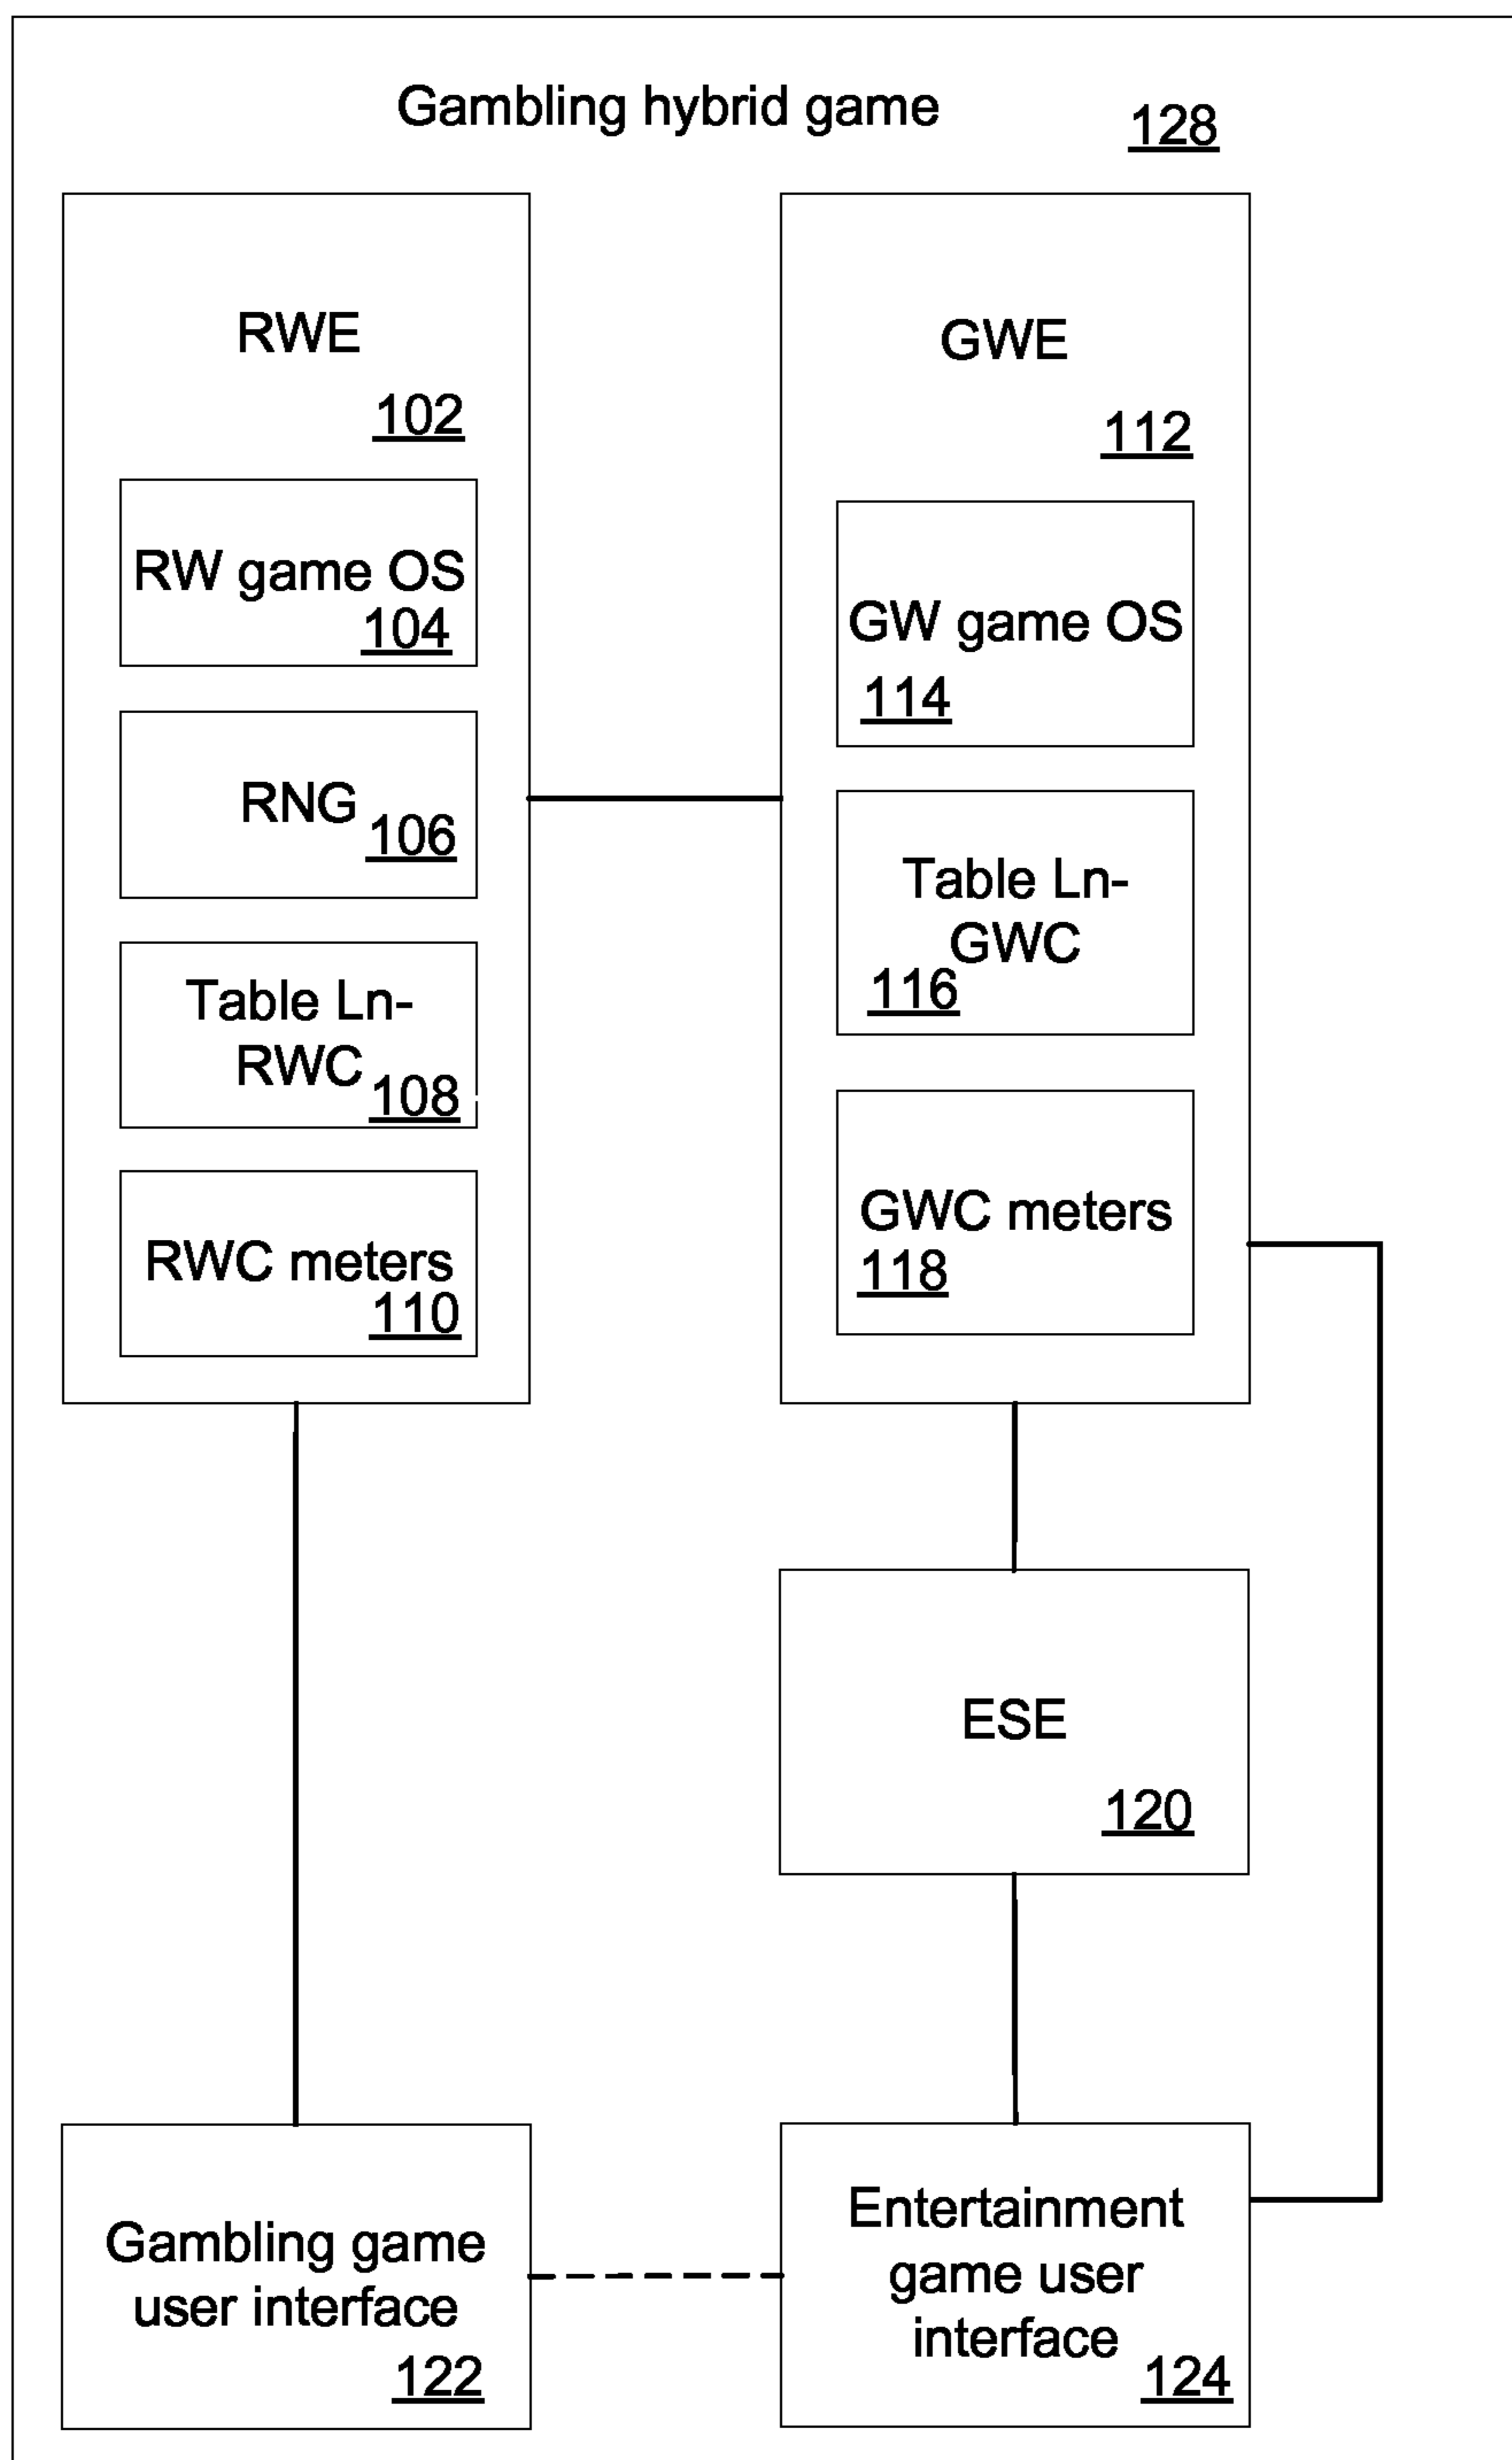 Gambling hybrid game
128
RWE
102
RW game OS
104
RNG
106
Table Ln-
RWC
108
RWC meters
110
GWE
112
GW game OS
114
Table Ln-
GWC
116
GWC meters
118
ESE
120
Gambling game
user interface
122
Entertainment
game user
interface
124